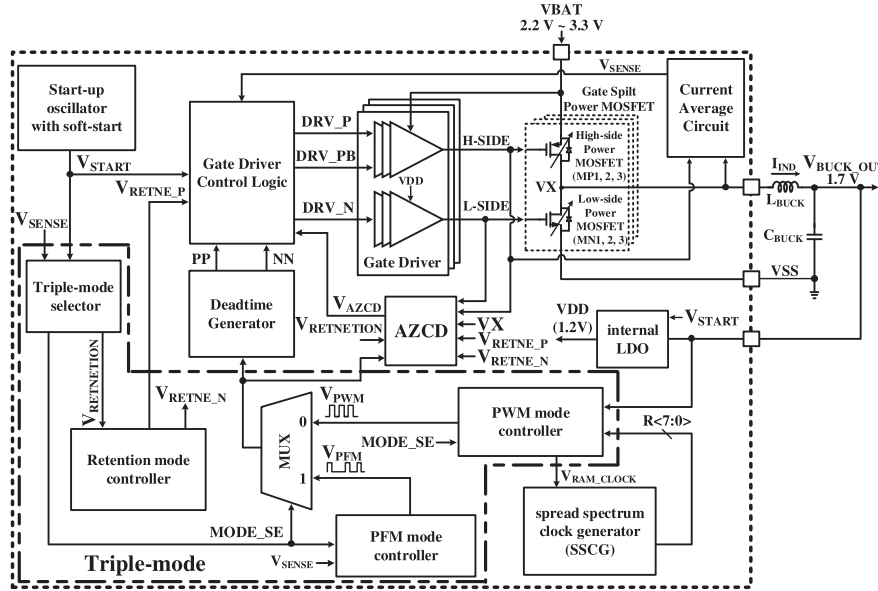 VBAT
2.2 V ~ 3.3 V
Start-up
oscillator
with soft-start
VSENSE
Current
Average
Circuit
Gate Spilt
Power MOSFET
Gate Driver
Control Logic
DRV_P
DRV_PB
DRV_N
VDD
Gate Driver
H-SIDE
L-SIDE
High-side
Power
MOSFET
(MP1, 2, 3)
VX
Low-side
Power
MOSFET
(MN1, 2, 3)
IIND
LBUCK
VBUCK_OUT
1.7 V
CBUCK
VSS
VSTART
VRETNE_P
VSENSE
Triple-mode
selector
PP
NN
Deadtime
Generator
VAZCD
VRETNETION
AZCD
VX
VRETNE_P
VRETNE_N
VDD
(1.2V)
internal
LDO
VSTART
VRETNETION
VRETNE_N
Retention mode
controller
MUX
0
1
VPWM
VPFM
MODE_SE
PWM mode
controller
R<7:0>
VRAM_CLOCK
spread spectrum
clock generator
(SSCG)
MODE_SE
VSENSE
PFM mode
controller
Triple-mode